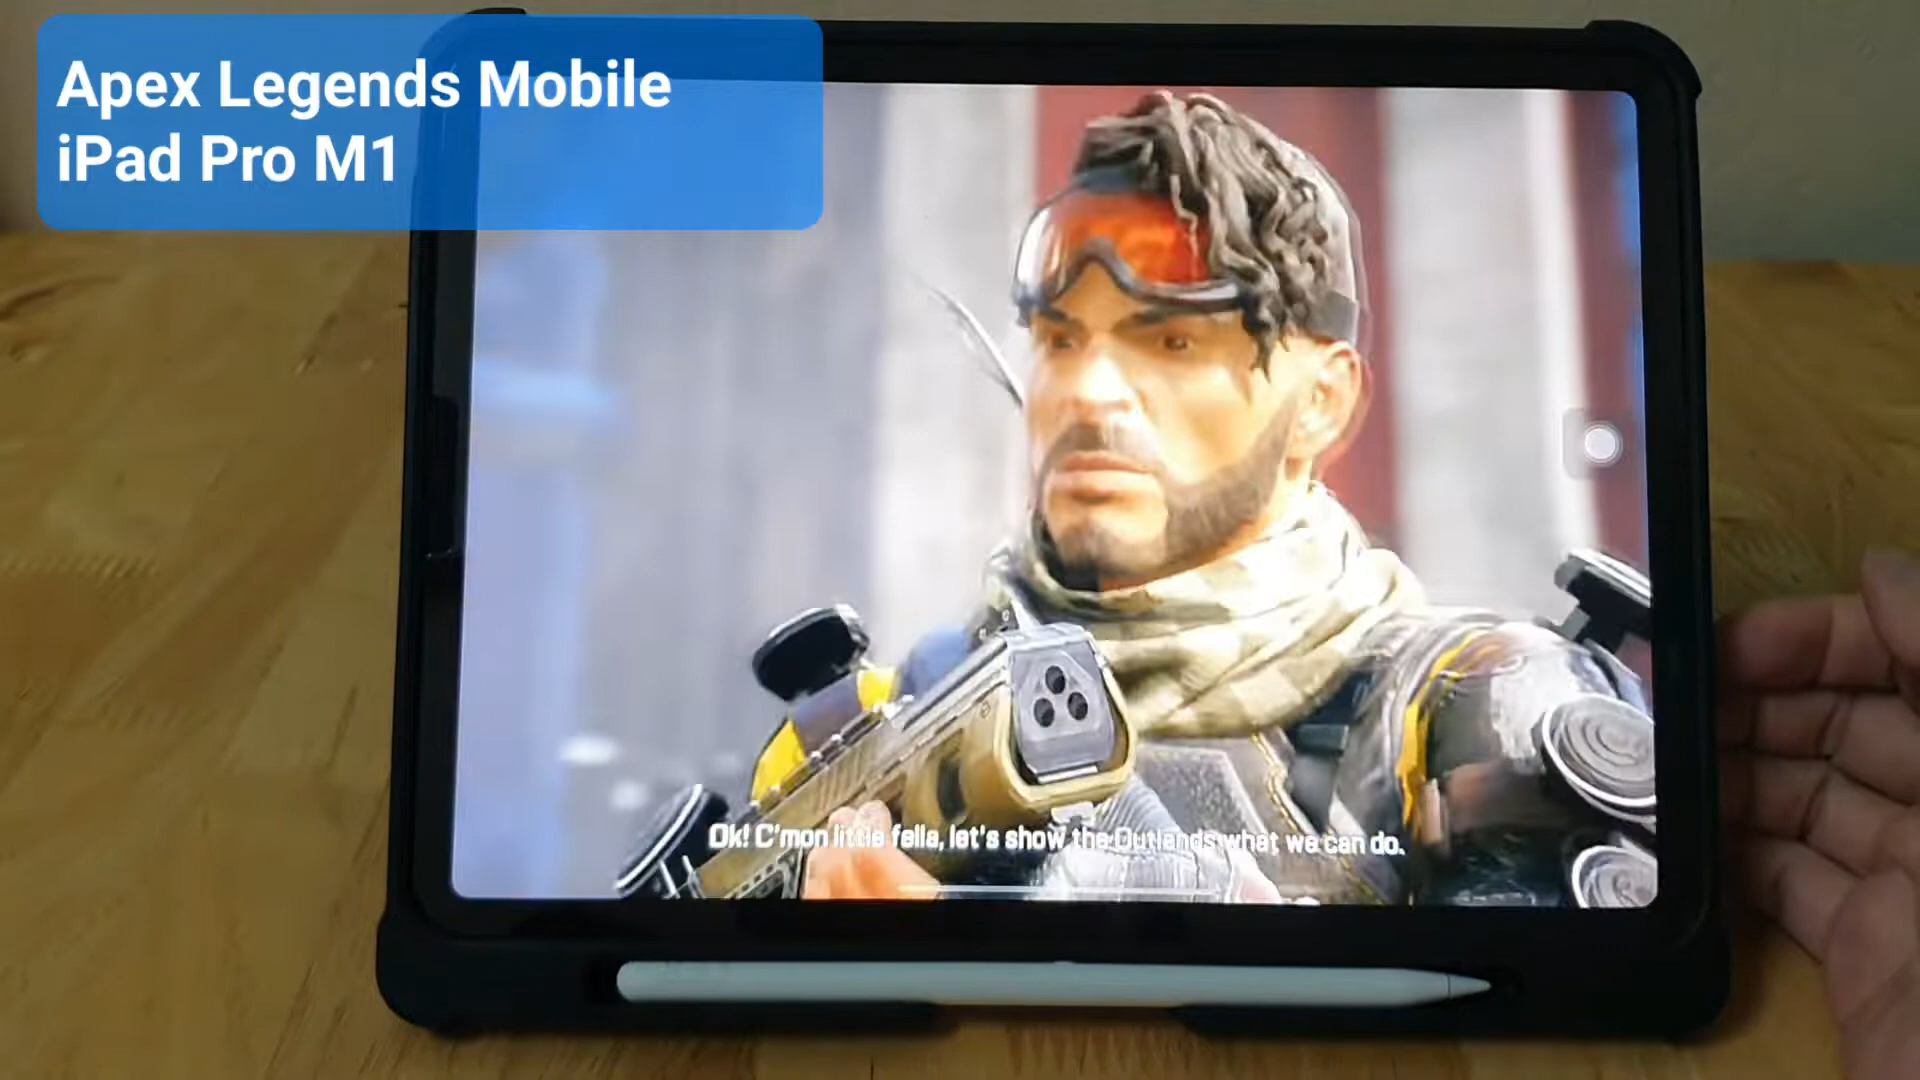 Apex Legends Mobile
iPad Pro M1
Ok! C'mon little fella, let's show the Outlands what we can do.